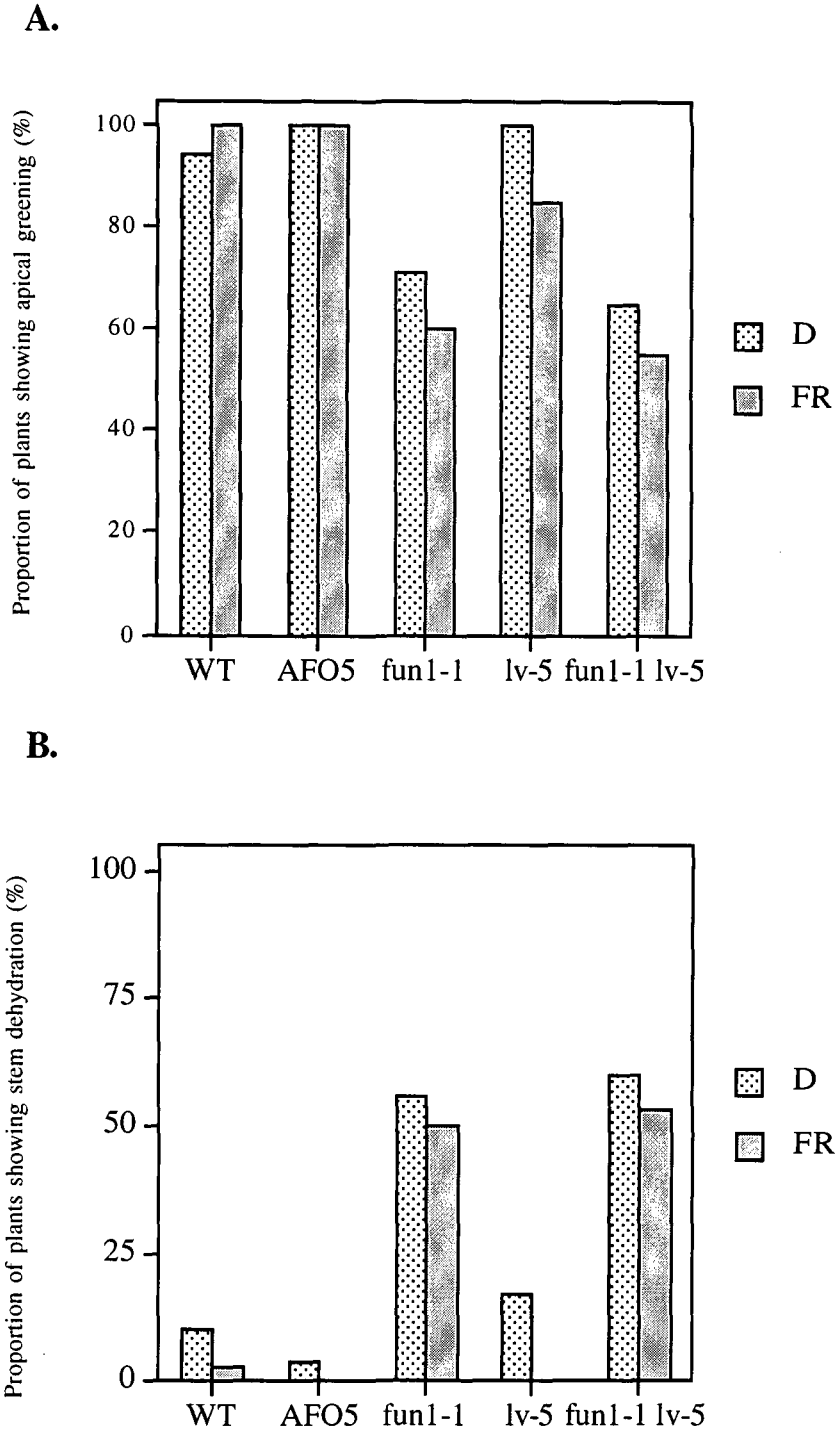 A.
Proportion of plants showing apical greening (%)
100
80
60
40
20
0
WT AFO5 fun1-1 lv-5 fun1-1 lv-5
D
FR
B.
Proportion of plants showing stem dehydration (%)
100
75
50
25
0
WT AFO5 fun1-1 lv-5 fun1-1 lv-5
D
FR